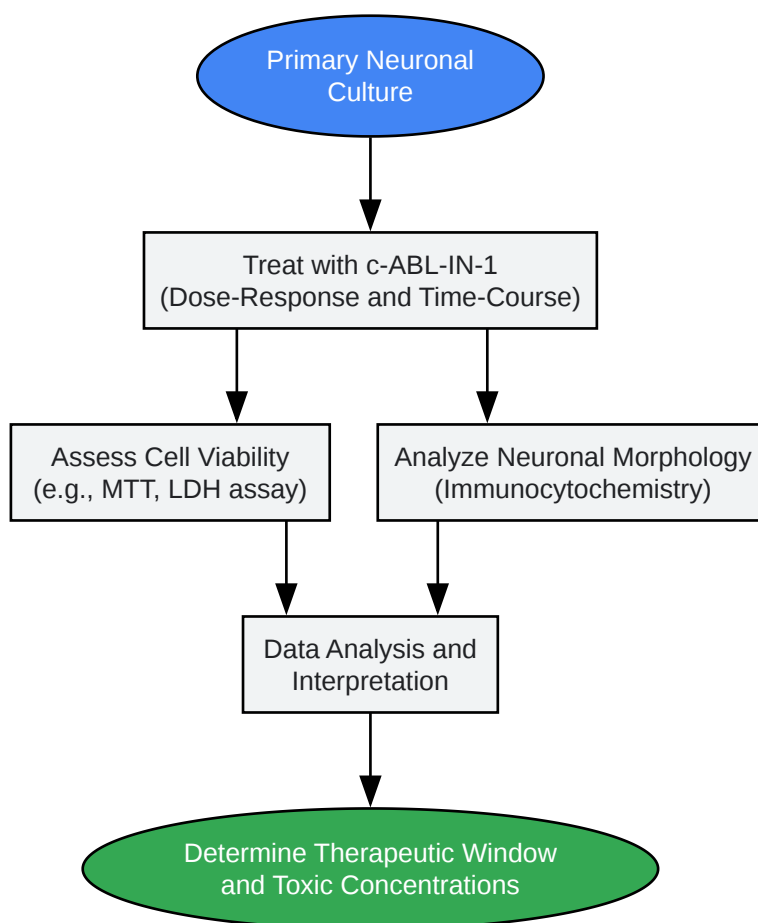 Primary Neuronal
Culture
Treat with c-ABL-IN-1
(Dose-Response and Time-Course)
Assess Cell Viability
(e.g., MTT, LDH assay)
Analyze Neuronal Morphology
(Immunocytochemistry)
Data Analysis and
Interpretation
Determine Therapeutic Window
and Toxic Concentrations